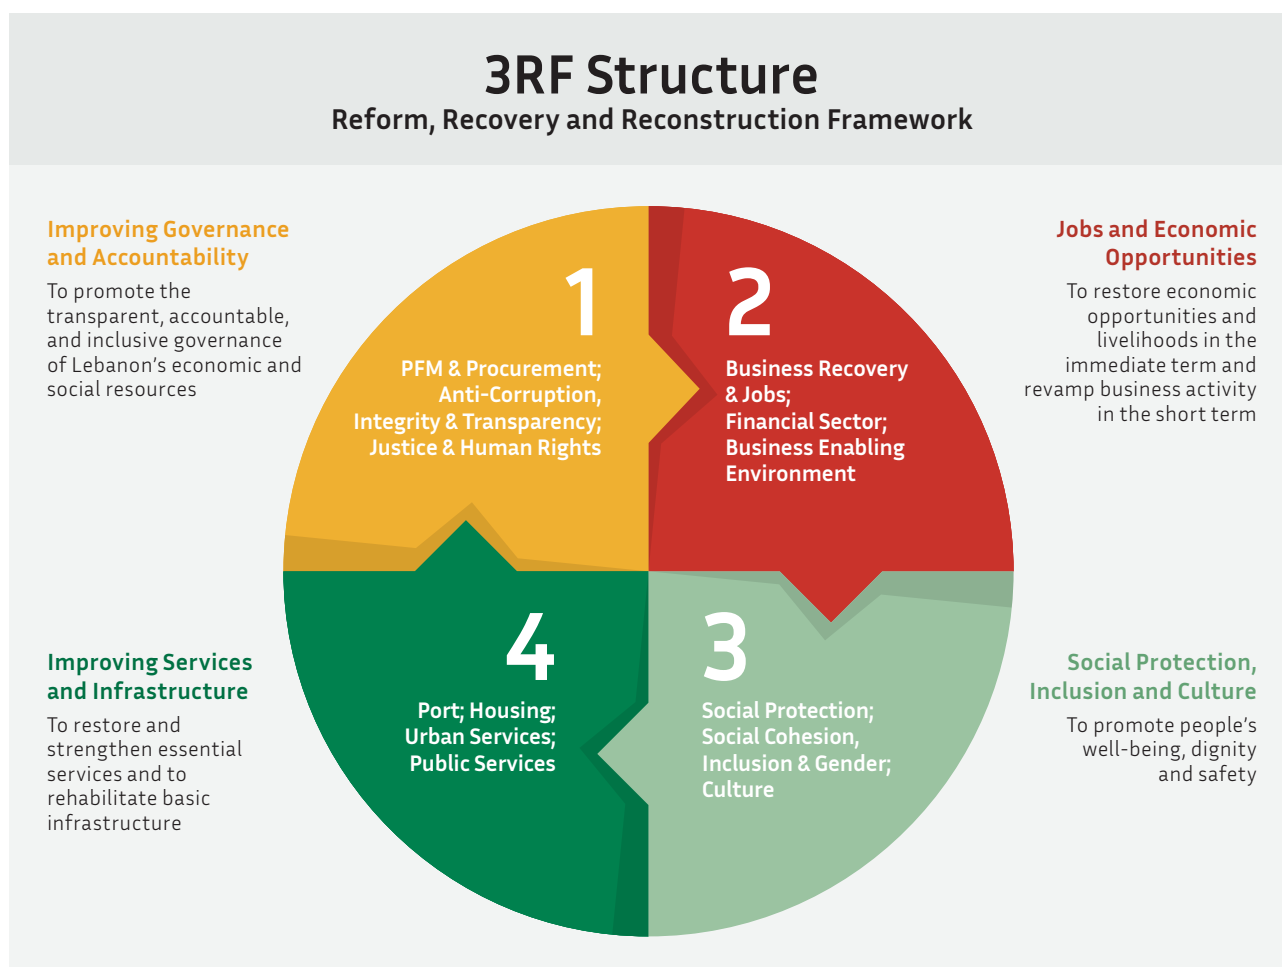 3RF Structure
Reform, Recovery and Reconstruction Framework
Improving Governance
and Accountability
To promote the
transparent, accountable,
and inclusive governance
of Lebanon's economic and
social resources
1
PFM & Procurement;
Anti-Corruption,
Integrity & Transparency;
Justice & Human Rights
2
Business Recovery
& Jobs;
Financial Sector;
Business Enabling
Environment
Jobs and Economic
Opportunities
To restore economic
opportunities and
livelihoods in the
immediate term and
revamp business activity
in the short term
Improving Services
and Infrastructure
To restore and
strengthen essential
services and to
rehabilitate basic
infrastructure
4
Port; Housing;
Urban Services;
Public Services
3
Social Protection;
Social Cohesion,
Inclusion & Gender;
Culture
Social Protection,
Inclusion and Culture
To promote people's
well-being, dignity
and safety